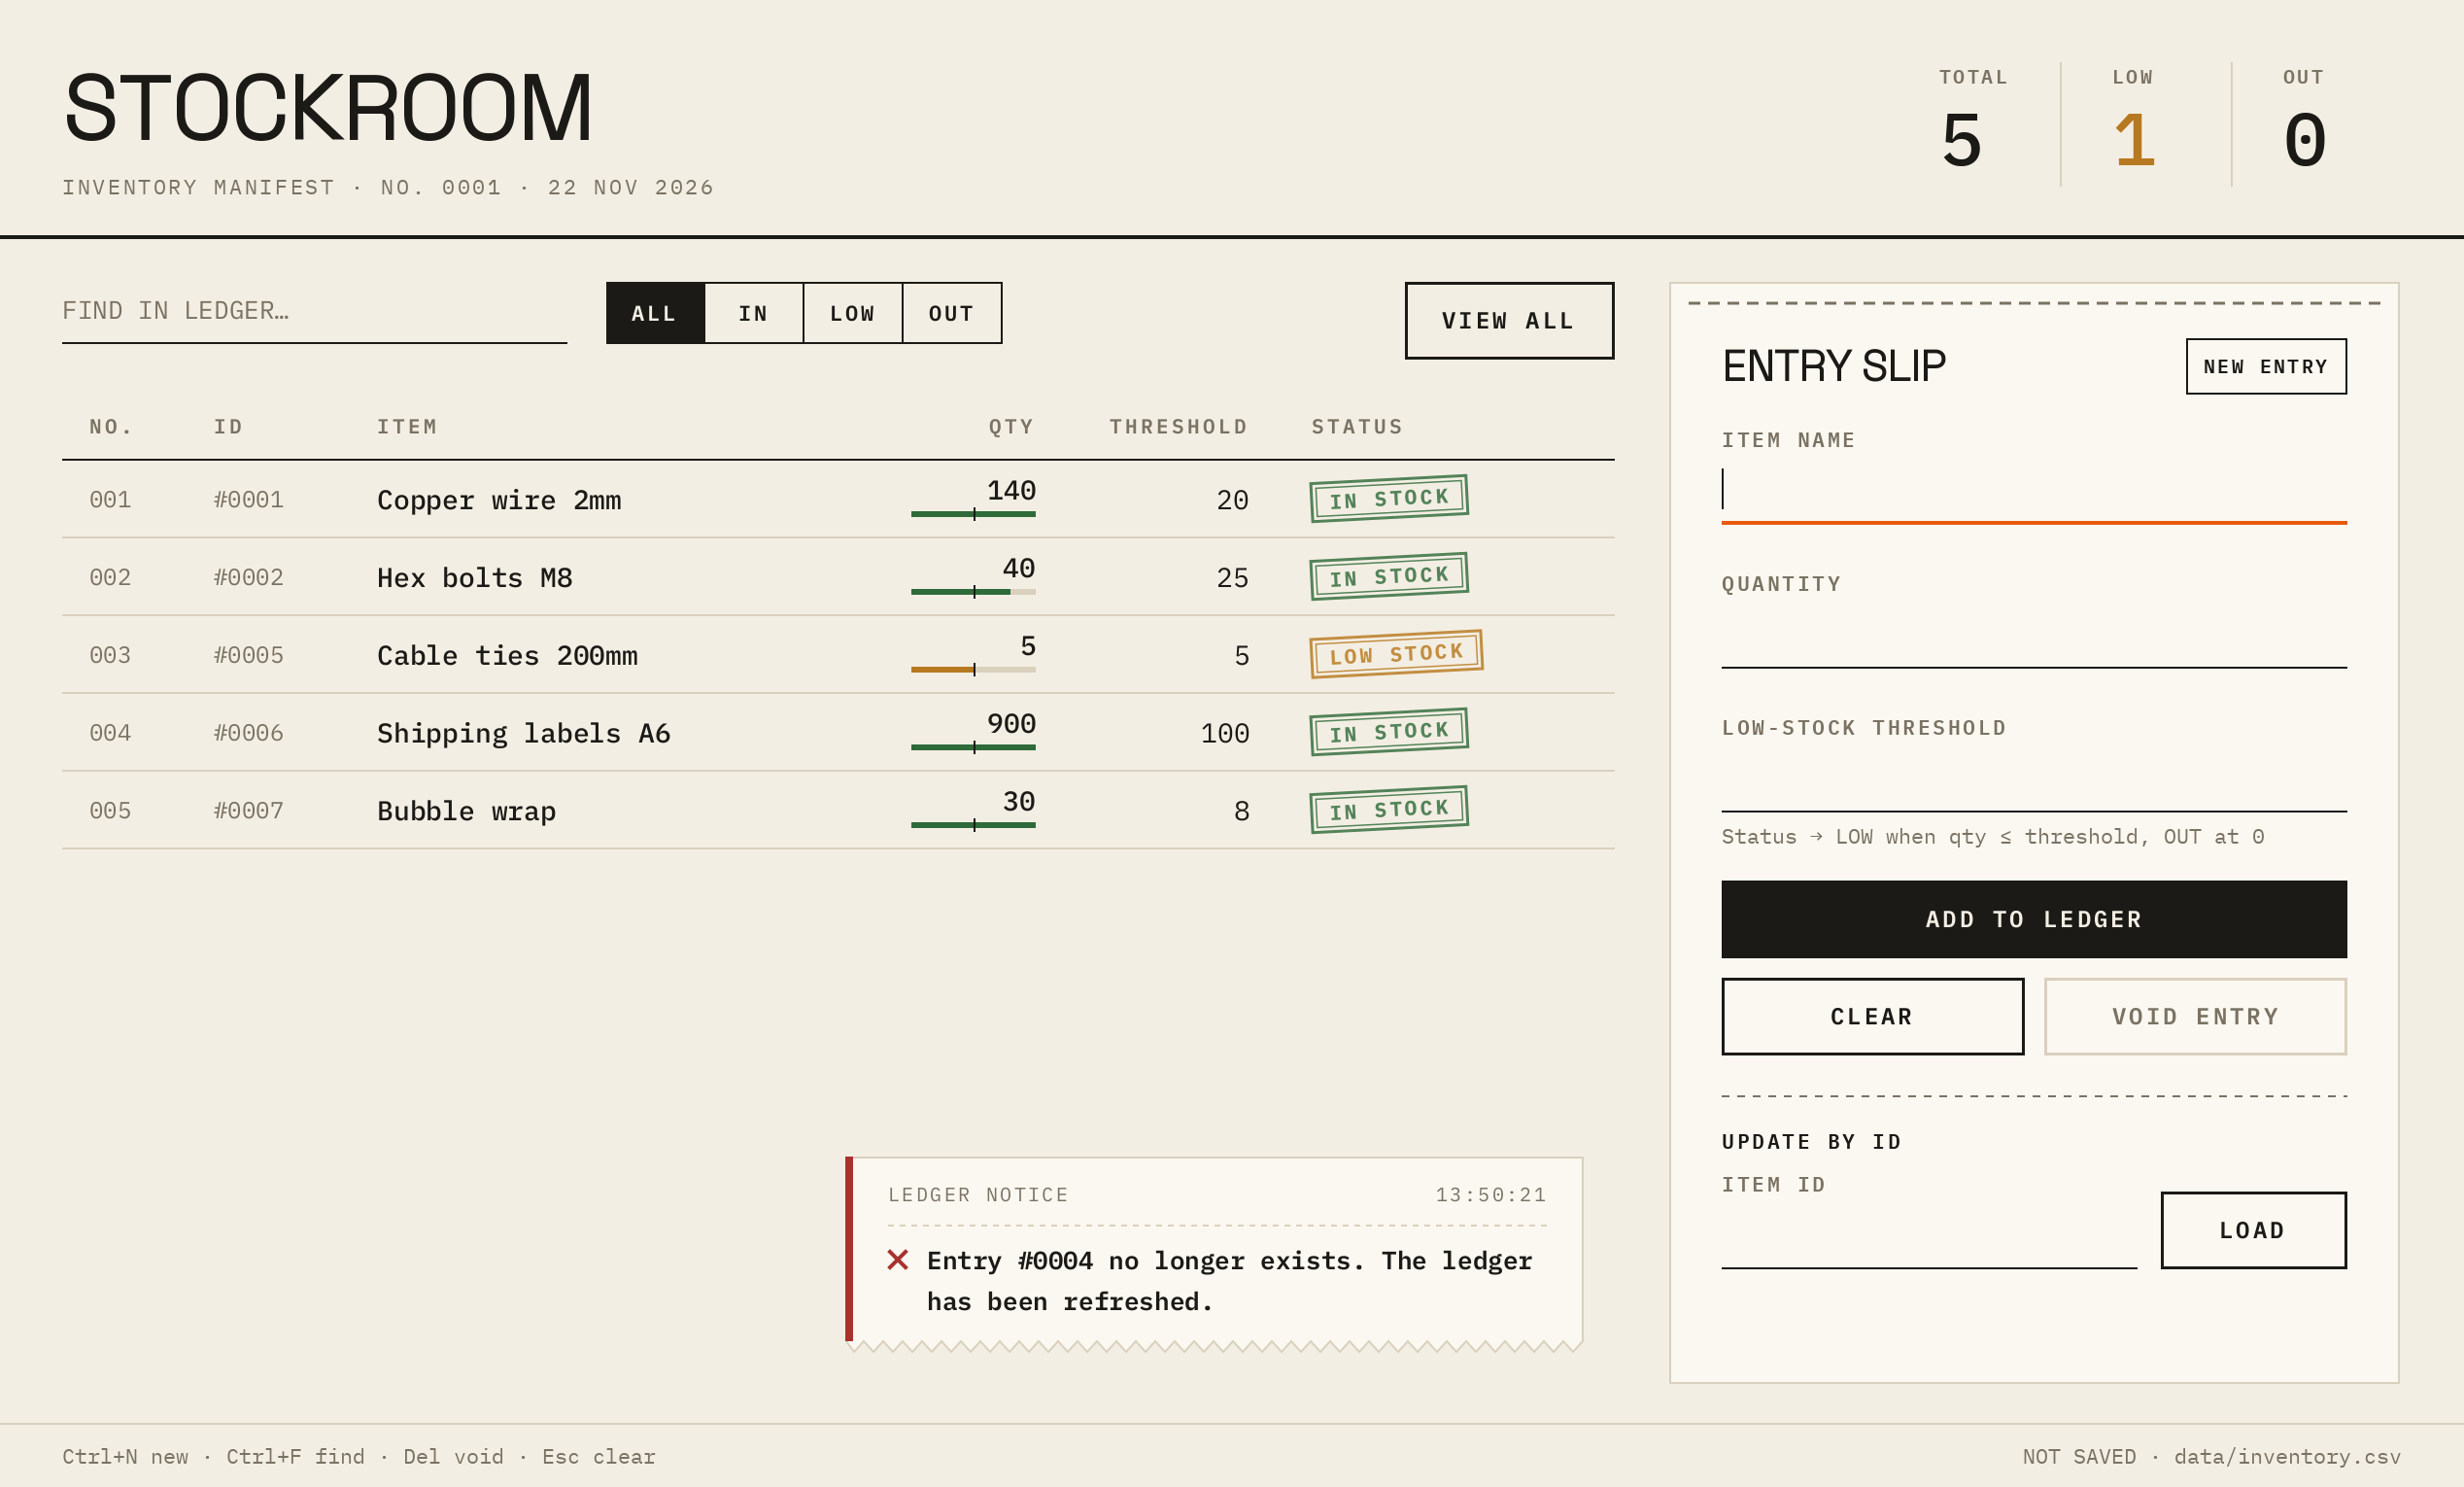 STOCKROOM
INVENTORY MANIFEST · NO. 0001 · 22 NOV 2026
TOTAL LOW OUT
5 1 0
FIND IN LEDGER…
ALL IN LOW OUT
VIEW ALL
NO. ID ITEM QTY THRESHOLD STATUS
001 #0001 Copper wire 2mm 140 20 IN STOCK
002 #0002 Hex bolts M8 40 25 IN STOCK
003 #0005 Cable ties 200mm 5 5 LOW STOCK
004 #0006 Shipping labels A6 900 100 IN STOCK
005 #0007 Bubble wrap 30 8 IN STOCK
LEDGER NOTICE 13:50:21
Entry #0004 no longer exists. The ledger
has been refreshed.
ENTRY SLIP
NEW ENTRY
ITEM NAME
QUANTITY
LOW-STOCK THRESHOLD
Status → LOW when qty ≤ threshold, OUT at 0
ADD TO LEDGER
CLEAR VOID ENTRY
UPDATE BY ID
ITEM ID
LOAD
Ctrl+N new · Ctrl+F find · Del void · Esc clear
NOT SAVED · data/inventory.csv